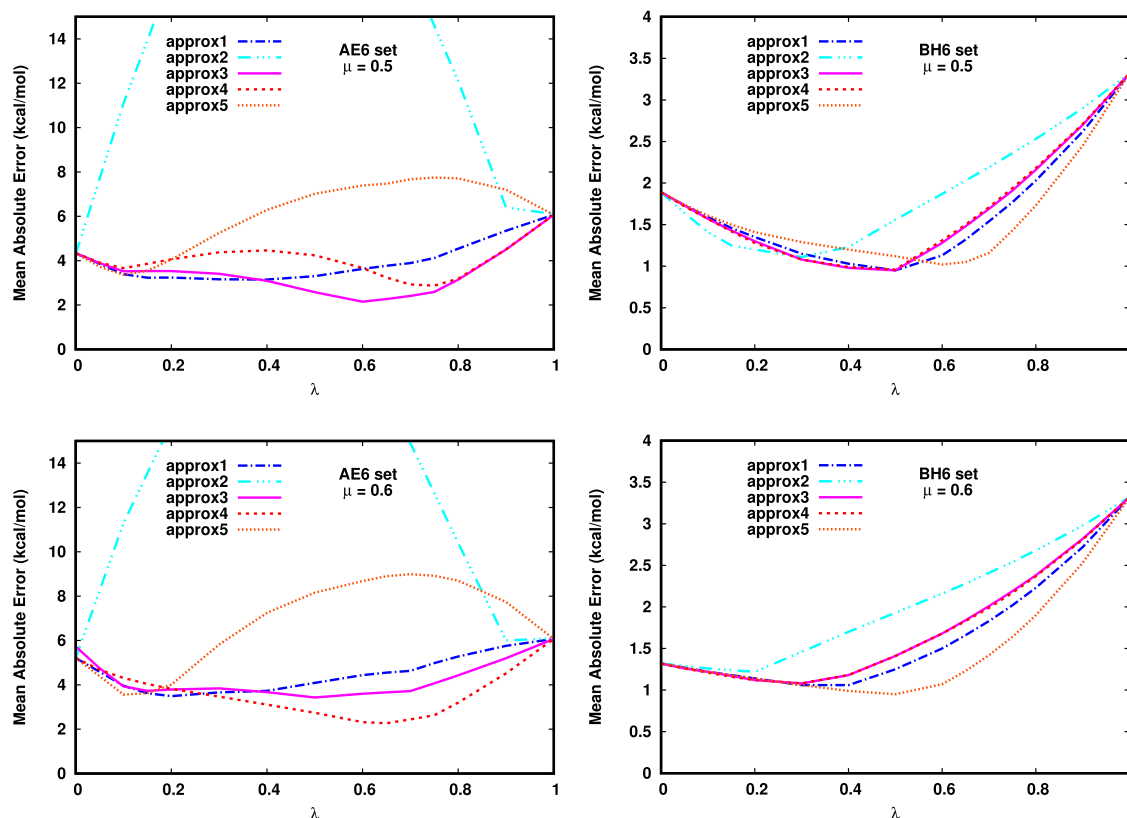 14
12
10
8
6
4
2
0
0
0.2
0.4
0.6
0.8
1
Mean Absolute Error (kcal/mol)
λ
approx1
approx2
approx3
approx4
approx5
AE6 set
μ = 0.5
4
3.5
3
2.5
2
1.5
1
0.5
0
0
0.2
0.4
0.6
0.8
Mean Absolute Error (kcal/mol)
λ
approx1
approx2
approx3
approx4
approx5
BH6 set
μ = 0.5
14
12
10
8
6
4
2
0
0
0.2
0.4
0.6
0.8
1
Mean Absolute Error (kcal/mol)
λ
approx1
approx2
approx3
approx4
approx5
AE6 set
μ = 0.6
4
3.5
3
2.5
2
1.5
1
0.5
0
0
0.2
0.4
0.6
0.8
Mean Absolute Error (kcal/mol)
λ
approx1
approx2
approx3
approx4
approx5
BH6 set
μ = 0.6